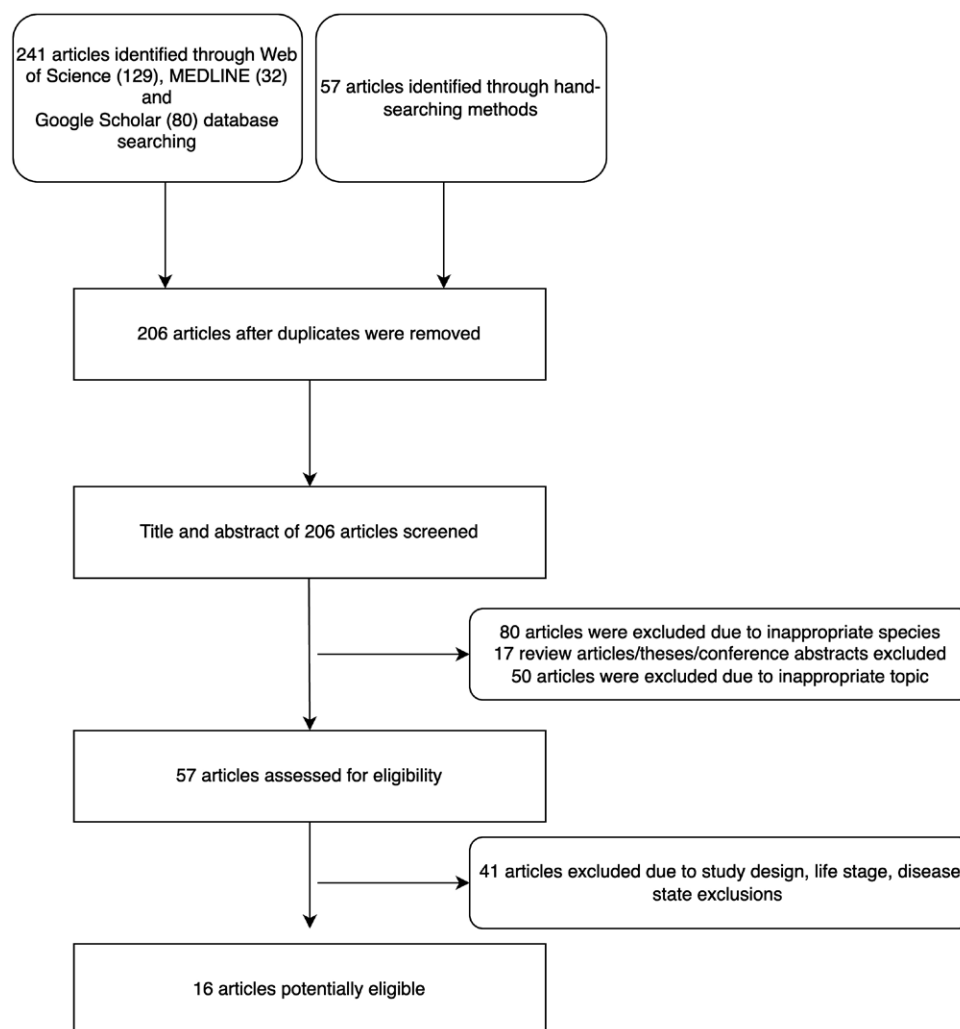 241 articles identified through Web
of Science (129), MEDLINE (32)
and
Google Scholar (80) database
searching
57 articles identified through hand-
searching methods
206 articles after duplicates were removed
Title and abstract of 206 articles screened
80 articles were excluded due to inappropriate species
17 review articles/theses/conference abstracts excluded
50 articles were excluded due to inappropriate topic
57 articles assessed for eligibility
41 articles excluded due to study design, life stage, disease
state exclusions
16 articles potentially eligible